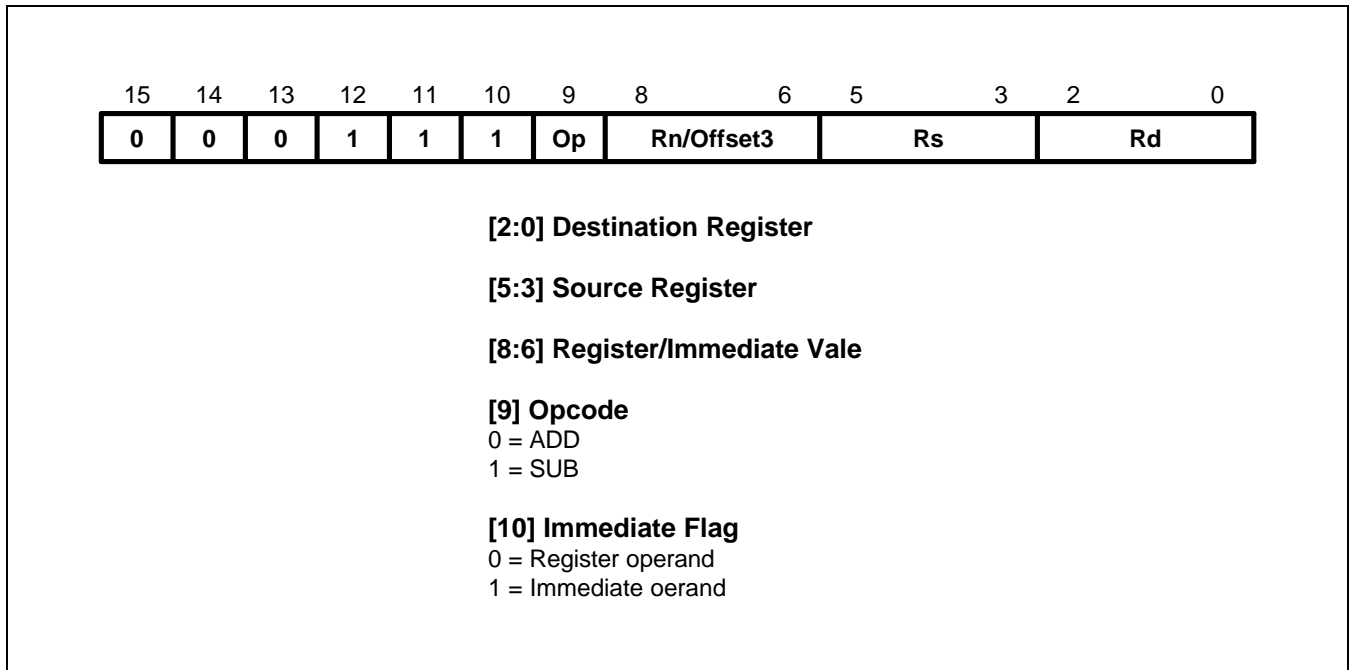 15 14 13 12 11 10 9 8 6 5 3 2 0
0 0 0 1 1 1 Op Rn/Offset3 Rs Rd
[2:0] Destination Register
[5:3] Source Register
[8:6] Register/Immediate Vale
[9] Opcode
0 = ADD
1 = SUB
[10] Immediate Flag
0 = Register operand
1 = Immediate oerand